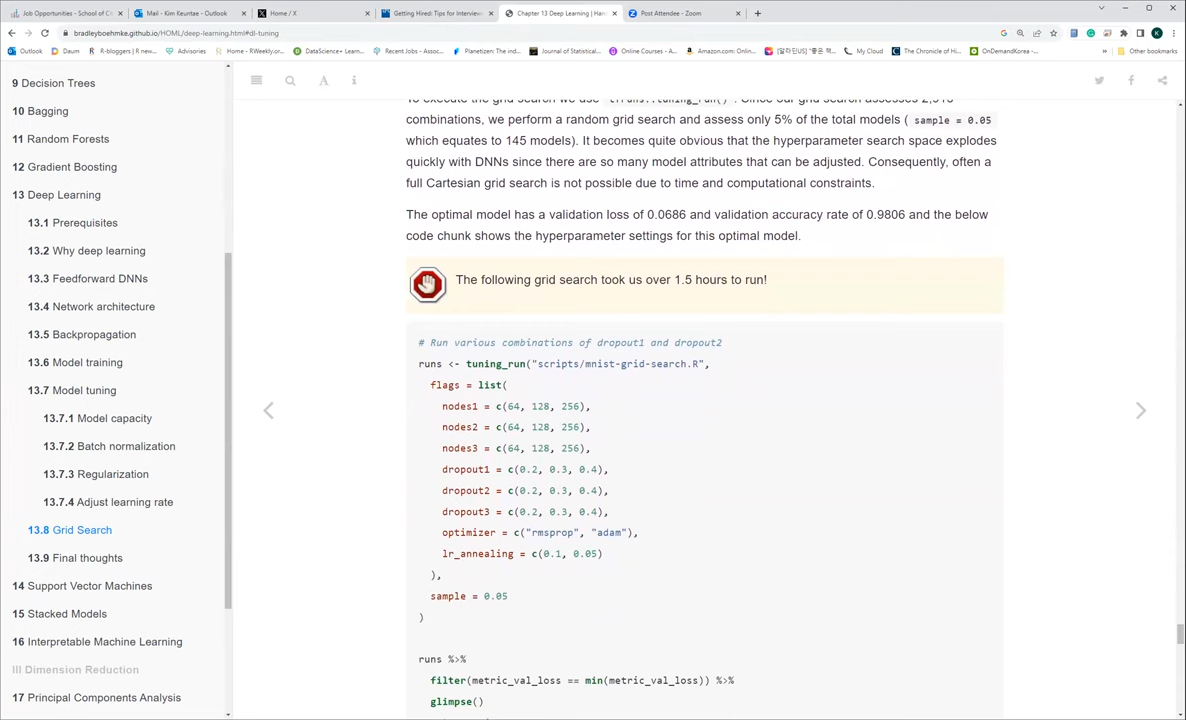 Job Opportunities - School of Ci
Mail - Kim Keuntae - Outlook
Home / X
Getting Hired: Tips for Interview
Chapter 13 Deep Learning | Han
Post Attendee - Zoom
bradleyboehmke.github.io/HOML/deep-learning.html#dl-tuning
Outlook
Daum
R-bloggers | R new...
Advisories
Home - RWeekly.or...
DataScience+ Learn...
Recent Jobs - Assoc...
Planetizen: The ind...
Journal of Statistical...
Online Courses - A...
Amazon.com: Onlin...
My Cloud
The Chronicle of Hi...
OnDemandKorea -...
Other bookmarks
9 Decision Trees
10 Bagging
11 Random Forests
12 Gradient Boosting
13 Deep Learning
13.1 Prerequisites
13.2 Why deep learning
13.3 Feedforward DNNs
13.4 Network architecture
13.5 Backpropagation
13.6 Model training
13.7 Model tuning
13.7.1 Model capacity
13.7.2 Batch normalization
13.7.3 Regularization
13.7.4 Adjust learning rate
13.8 Grid Search
13.9 Final thoughts
14 Support Vector Machines
15 Stacked Models
16 Interpretable Machine Learning
III Dimension Reduction
17 Principal Components Analysis
To execute the grid search we use tfruns::tuning_run() . Since our grid search assesses
combinations, we perform a random grid search and assess only 5% of the total models ( sample = 0.05
which equates to 145 models). It becomes quite obvious that the hyperparameter search space explodes
quickly with DNNs since there are so many model attributes that can be adjusted. Consequently, often a
full Cartesian grid search is not possible due to time and computational constraints.
The optimal model has a validation loss of 0.0686 and validation accuracy rate of 0.9806 and the below
code chunk shows the hyperparameter settings for this optimal model.
The following grid search took us over 1.5 hours to run!
# Run various combinations of dropout1 and dropout2
runs <- tuning_run("scripts/mnist-grid-search.R",
flags = list(
nodes1 = c(64, 128, 256),
nodes2 = c(64, 128, 256),
nodes3 = c(64, 128, 256),
dropout1 = c(0.2, 0.3, 0.4),
dropout2 = c(0.2, 0.3, 0.4),
dropout3 = c(0.2, 0.3, 0.4),
optimizer = c("rmsprop", "adam"),
lr_annealing = c(0.1, 0.05)
),
sample = 0.05
)
runs %>%
filter(metric_val_loss == min(metric_val_loss)) %>%
glimpse()